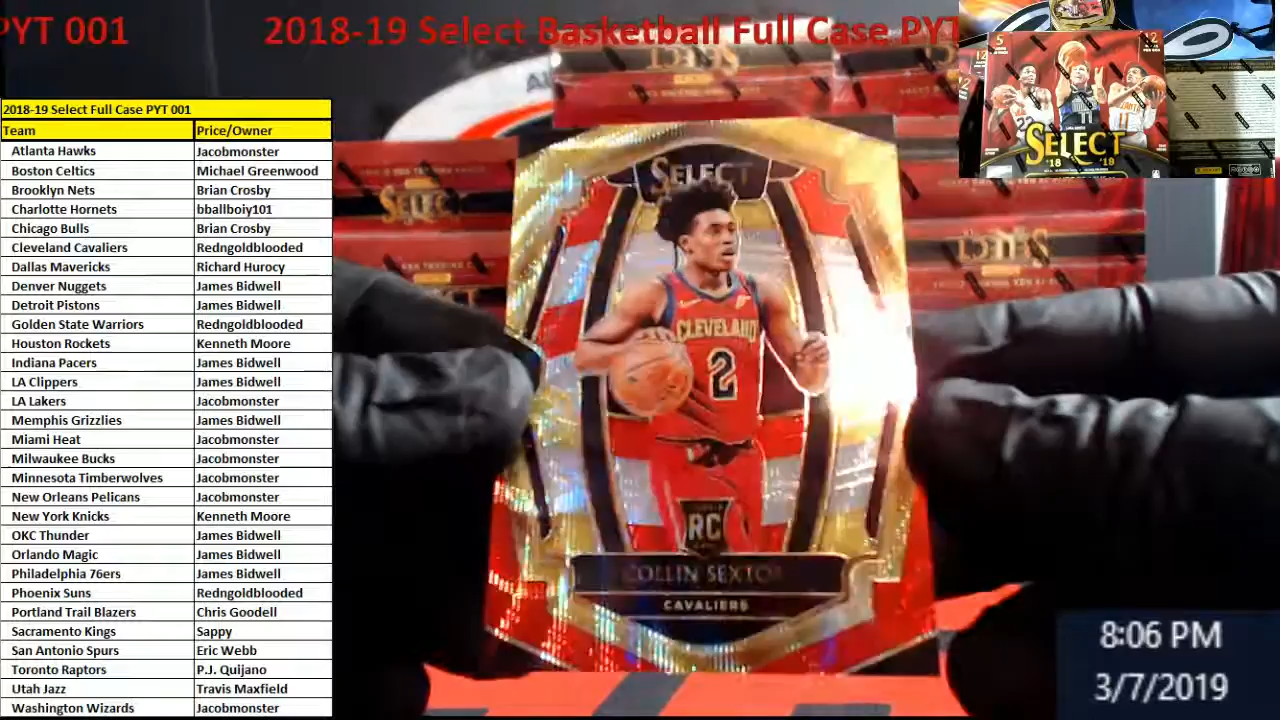 PYT 001 2018-19 Select Basketball Full Case PYT
2018-19 Select Full Case PYT 001
Team Price/Owner
Atlanta Hawks Jacobmonster
Boston Celtics Michael Greenwood
Brooklyn Nets Brian Crosby
Charlotte Hornets bballboiy101
Chicago Bulls Brian Crosby
Cleveland Cavaliers Redngoldblooded
Dallas Mavericks Richard Hurocy
Denver Nuggets James Bidwell
Detroit Pistons James Bidwell
Golden State Warriors Redngoldblooded
Houston Rockets Kenneth Moore
Indiana Pacers James Bidwell
LA Clippers James Bidwell
LA Lakers Jacobmonster
Memphis Grizzlies James Bidwell
Miami Heat Jacobmonster
Milwaukee Bucks Jacobmonster
Minnesota Timberwolves Jacobmonster
New Orleans Pelicans Jacobmonster
New York Knicks Kenneth Moore
OKC Thunder James Bidwell
Orlando Magic James Bidwell
Philadelphia 76ers James Bidwell
Phoenix Suns Redngoldblooded
Portland Trail Blazers Chris Goodell
Sacramento Kings Sappy
San Antonio Spurs Eric Webb
Toronto Raptors P.J. Quijano
Utah Jazz Travis Maxfield
Washington Wizards Jacobmonster
SELECT
CLEVELAND
2
RC
COLLIN SEXTON
CAVALIERS
SELECT
5
12
22
11
11
SELECT
'18 '19
8:06 PM
3/7/2019